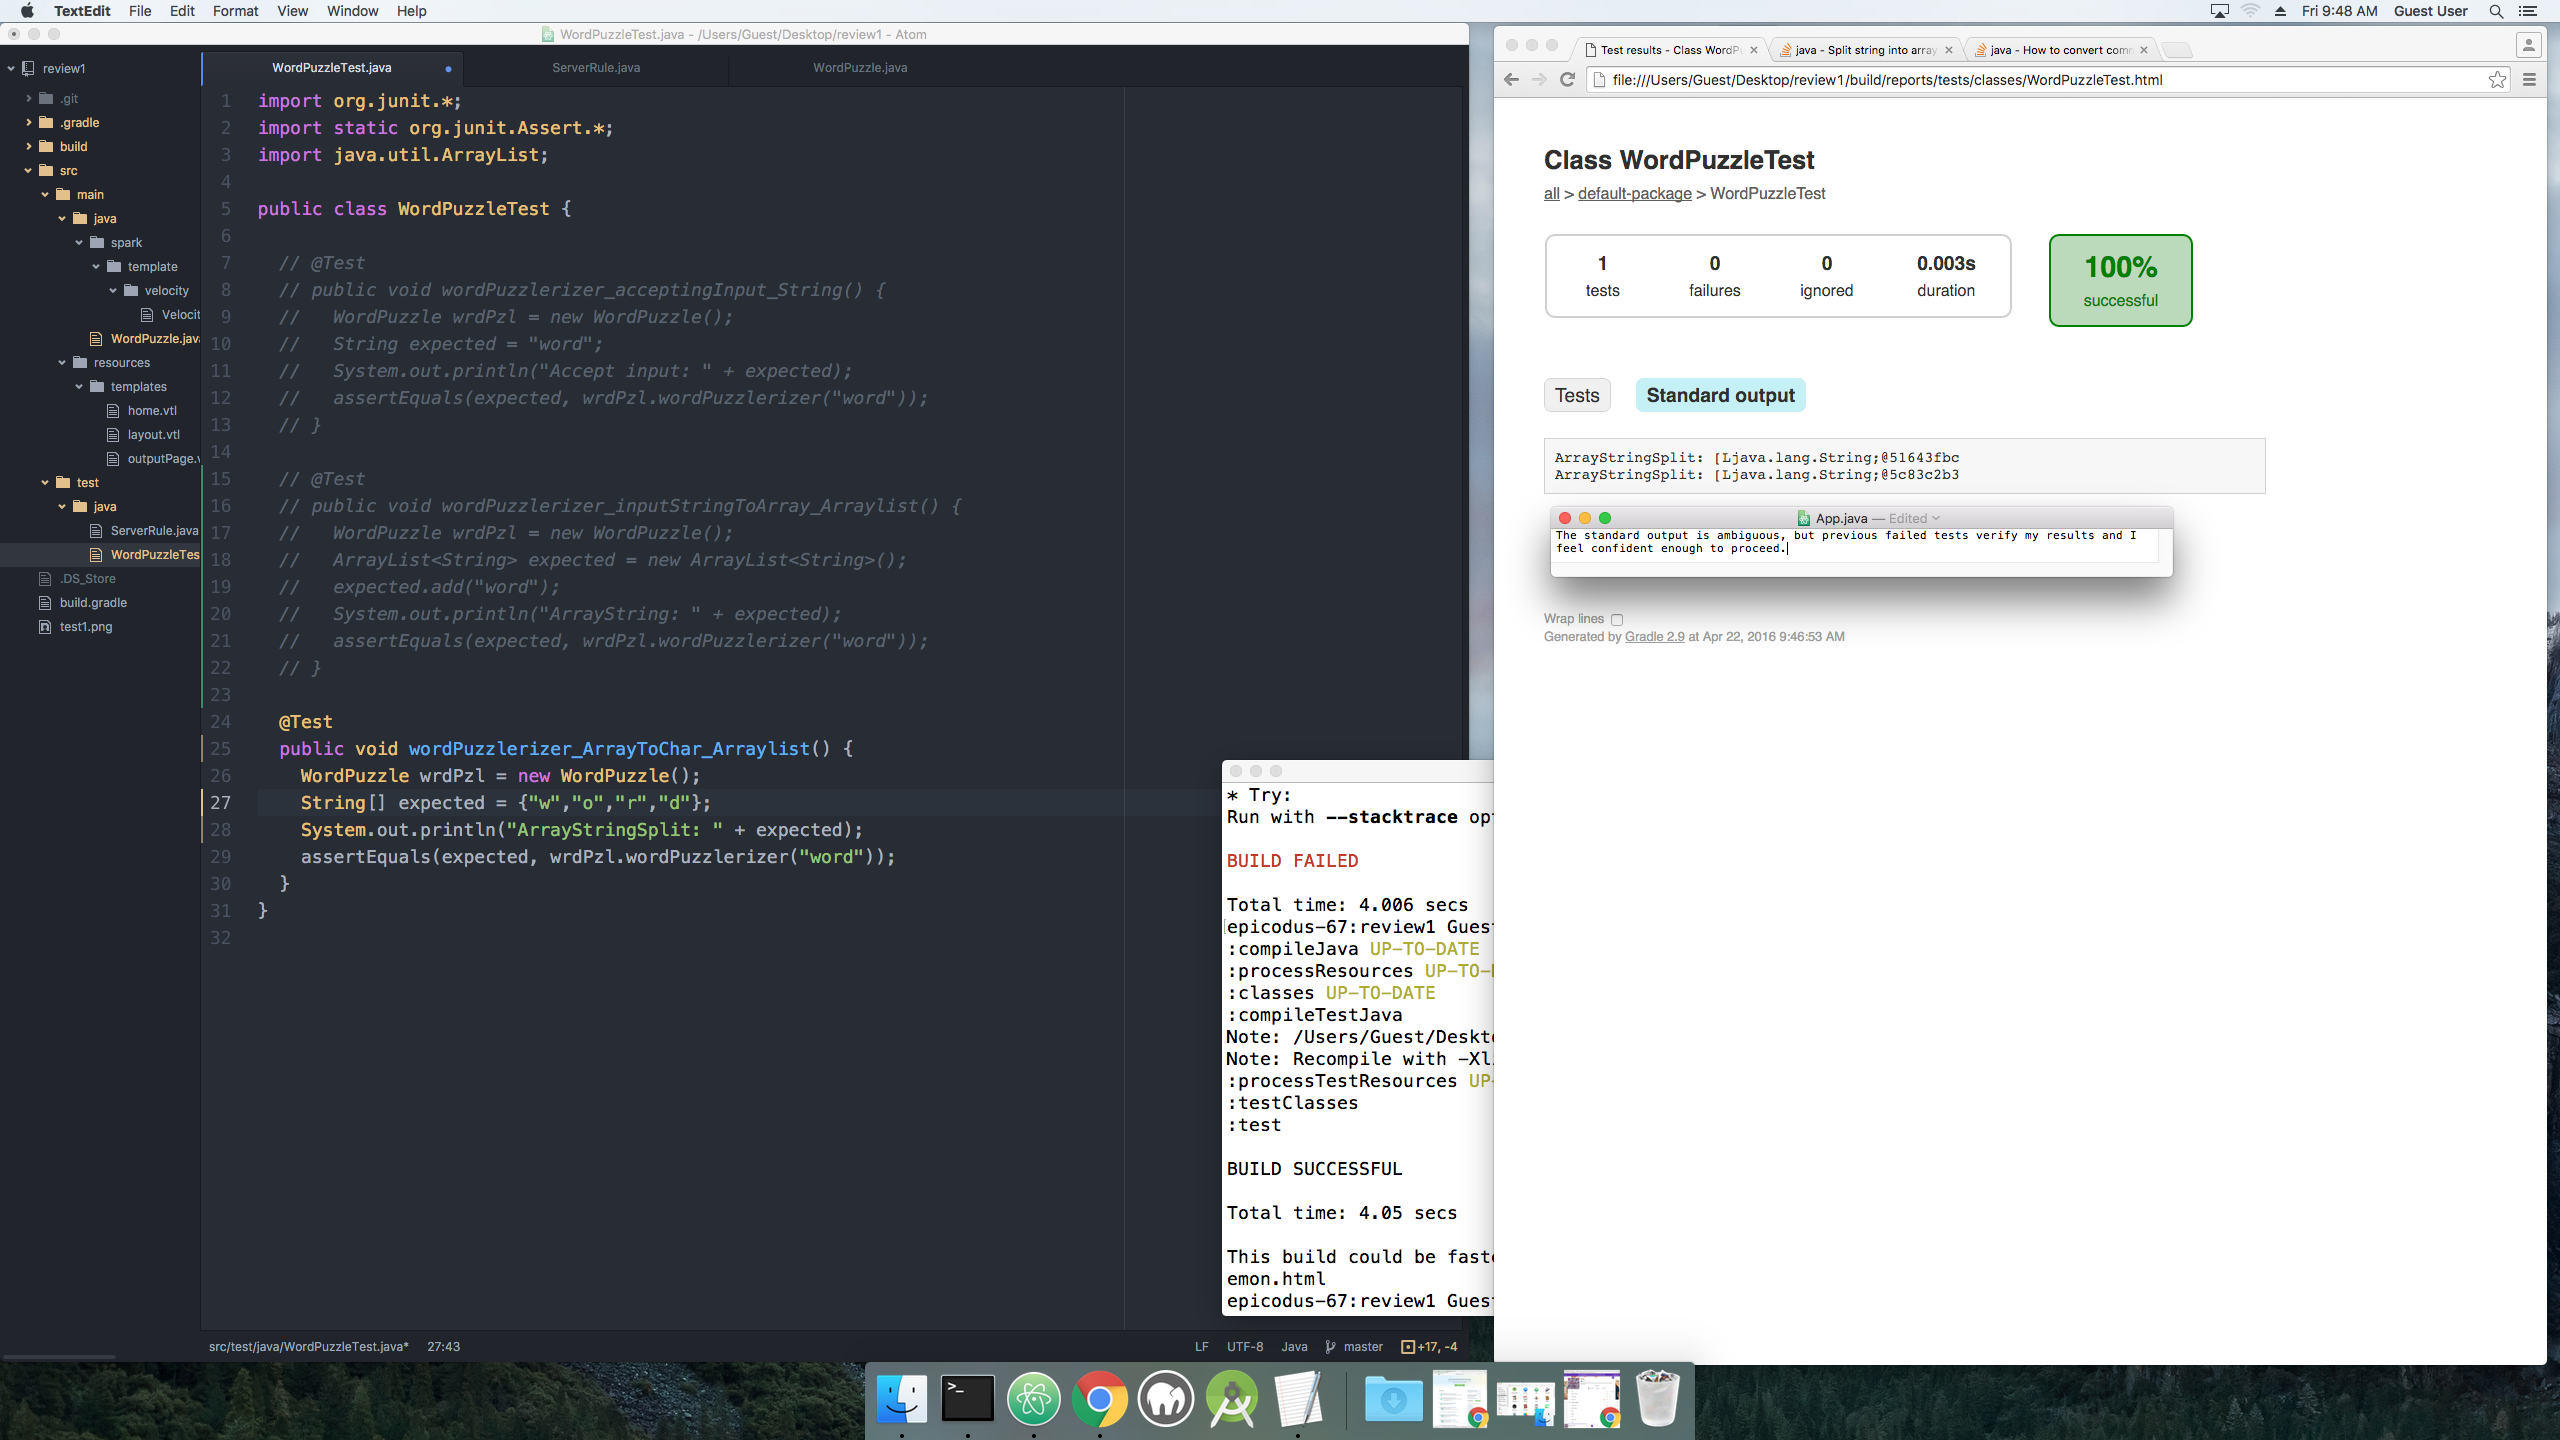 TextEdit File Edit Format View Window Help
Fri 9:48 AM Guest User
WordPuzzleTest.java - /Users/Guest/Desktop/review1 - Atom
review1
.git
.gradle
build
src
main
java
spark
template
velocity
Velocit
WordPuzzle.jav
resources
templates
home.vtl
layout.vtl
outputPage.v
test
java
ServerRule.java
WordPuzzleTes
.DS_Store
build.gradle
test1.png
WordPuzzleTest.java ServerRule.java WordPuzzle.java
1 import org.junit.*;
2 import static org.junit.Assert.*;
3 import java.util.ArrayList;
4
5 public class WordPuzzleTest {
6
7 // @Test
8 // public void wordPuzzlerizer_acceptingInput_String() {
9 //   WordPuzzle wrdPzl = new WordPuzzle();
10 //   String expected = "word";
11 //   System.out.println("Accept input: " + expected);
12 //   assertEquals(expected, wrdPzl.wordPuzzlerizer("word"));
13 // }
14
15 // @Test
16 // public void wordPuzzlerizer_inputStringToArray_Arraylist() {
17 //   WordPuzzle wrdPzl = new WordPuzzle();
18 //   ArrayList<String> expected = new ArrayList<String>();
19 //   expected.add("word");
20 //   System.out.println("ArrayString: " + expected);
21 //   assertEquals(expected, wrdPzl.wordPuzzlerizer("word"));
22 // }
23
24 @Test
25 public void wordPuzzlerizer_ArrayToChar_Arraylist() {
26 WordPuzzle wrdPzl = new WordPuzzle();
27 String[] expected = {"w","o","r","d"};
28 System.out.println("ArrayStringSplit: " + expected);
29 assertEquals(expected, wrdPzl.wordPuzzlerizer("word"));
30 }
31 }
32
src/test/java/WordPuzzleTest.java* 27:43
LF UTF-8 Java master +17, -4
* Try:
Run with --stacktrace opt
BUILD FAILED
Total time: 4.006 secs
epicodus-67:review1 Guest
:compileJava UP-TO-DATE
:processResources UP-TO-D
:classes UP-TO-DATE
:compileTestJava
Note: /Users/Guest/Deskto
Note: Recompile with -Xl
:processTestResources UP-
:testClasses
:test
BUILD SUCCESSFUL
Total time: 4.05 secs
This build could be faste
emon.html
epicodus-67:review1 Guest
Test results - Class WordPu java - Split string into array java - How to convert comm
file:///Users/Guest/Desktop/review1/build/reports/tests/classes/WordPuzzleTest.html
Class WordPuzzleTest
all > default-package > WordPuzzleTest
1 0 0 0.003s
tests failures ignored duration
100%
successful
Tests Standard output
ArrayStringSplit: [Ljava.lang.String;@51643fbc
ArrayStringSplit: [Ljava.lang.String;@5c83c2b3
App.java — Edited
The standard output is ambiguous, but previous failed tests verify my results and I
feel confident enough to proceed.
Wrap lines
Generated by Gradle 2.9 at Apr 22, 2016 9:46:53 AM